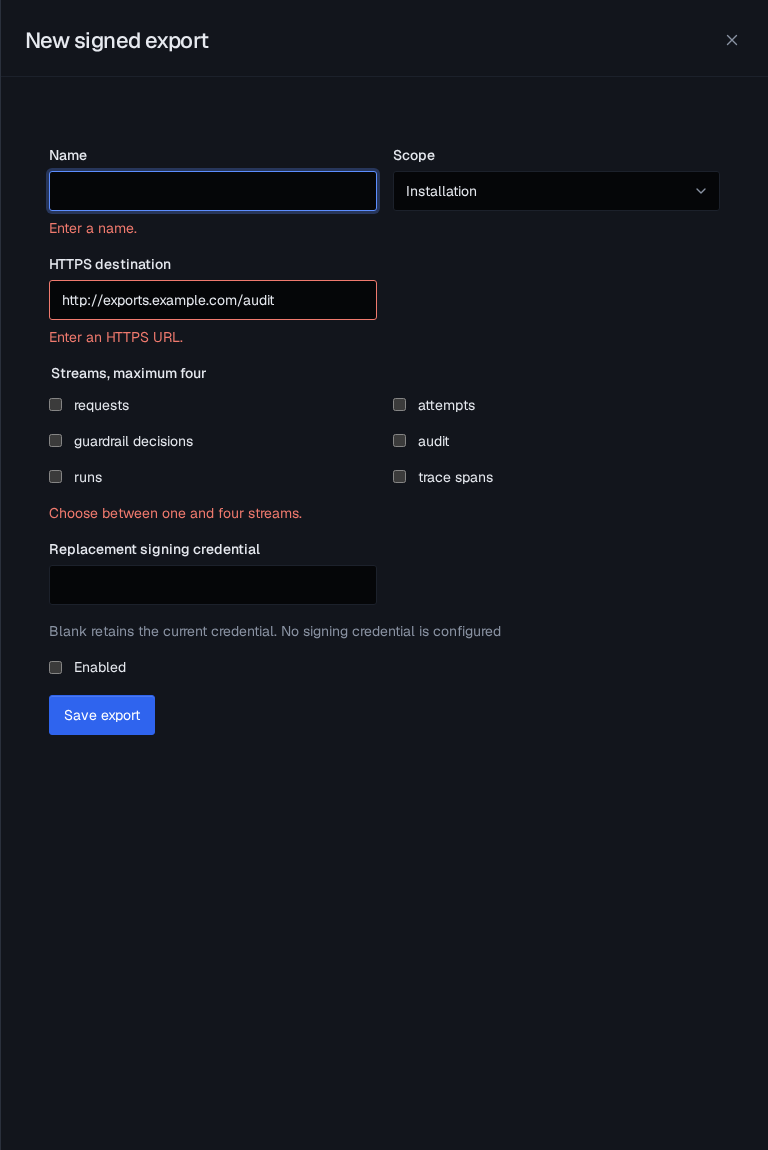 New signed export
Name
Scope
Installation
Enter a name.
HTTPS destination
http://exports.example.com/audit
Enter an HTTPS URL.
Streams, maximum four
requests
attempts
guardrail decisions
audit
runs
trace spans
Choose between one and four streams.
Replacement signing credential
Blank retains the current credential. No signing credential is configured
Enabled
Save export